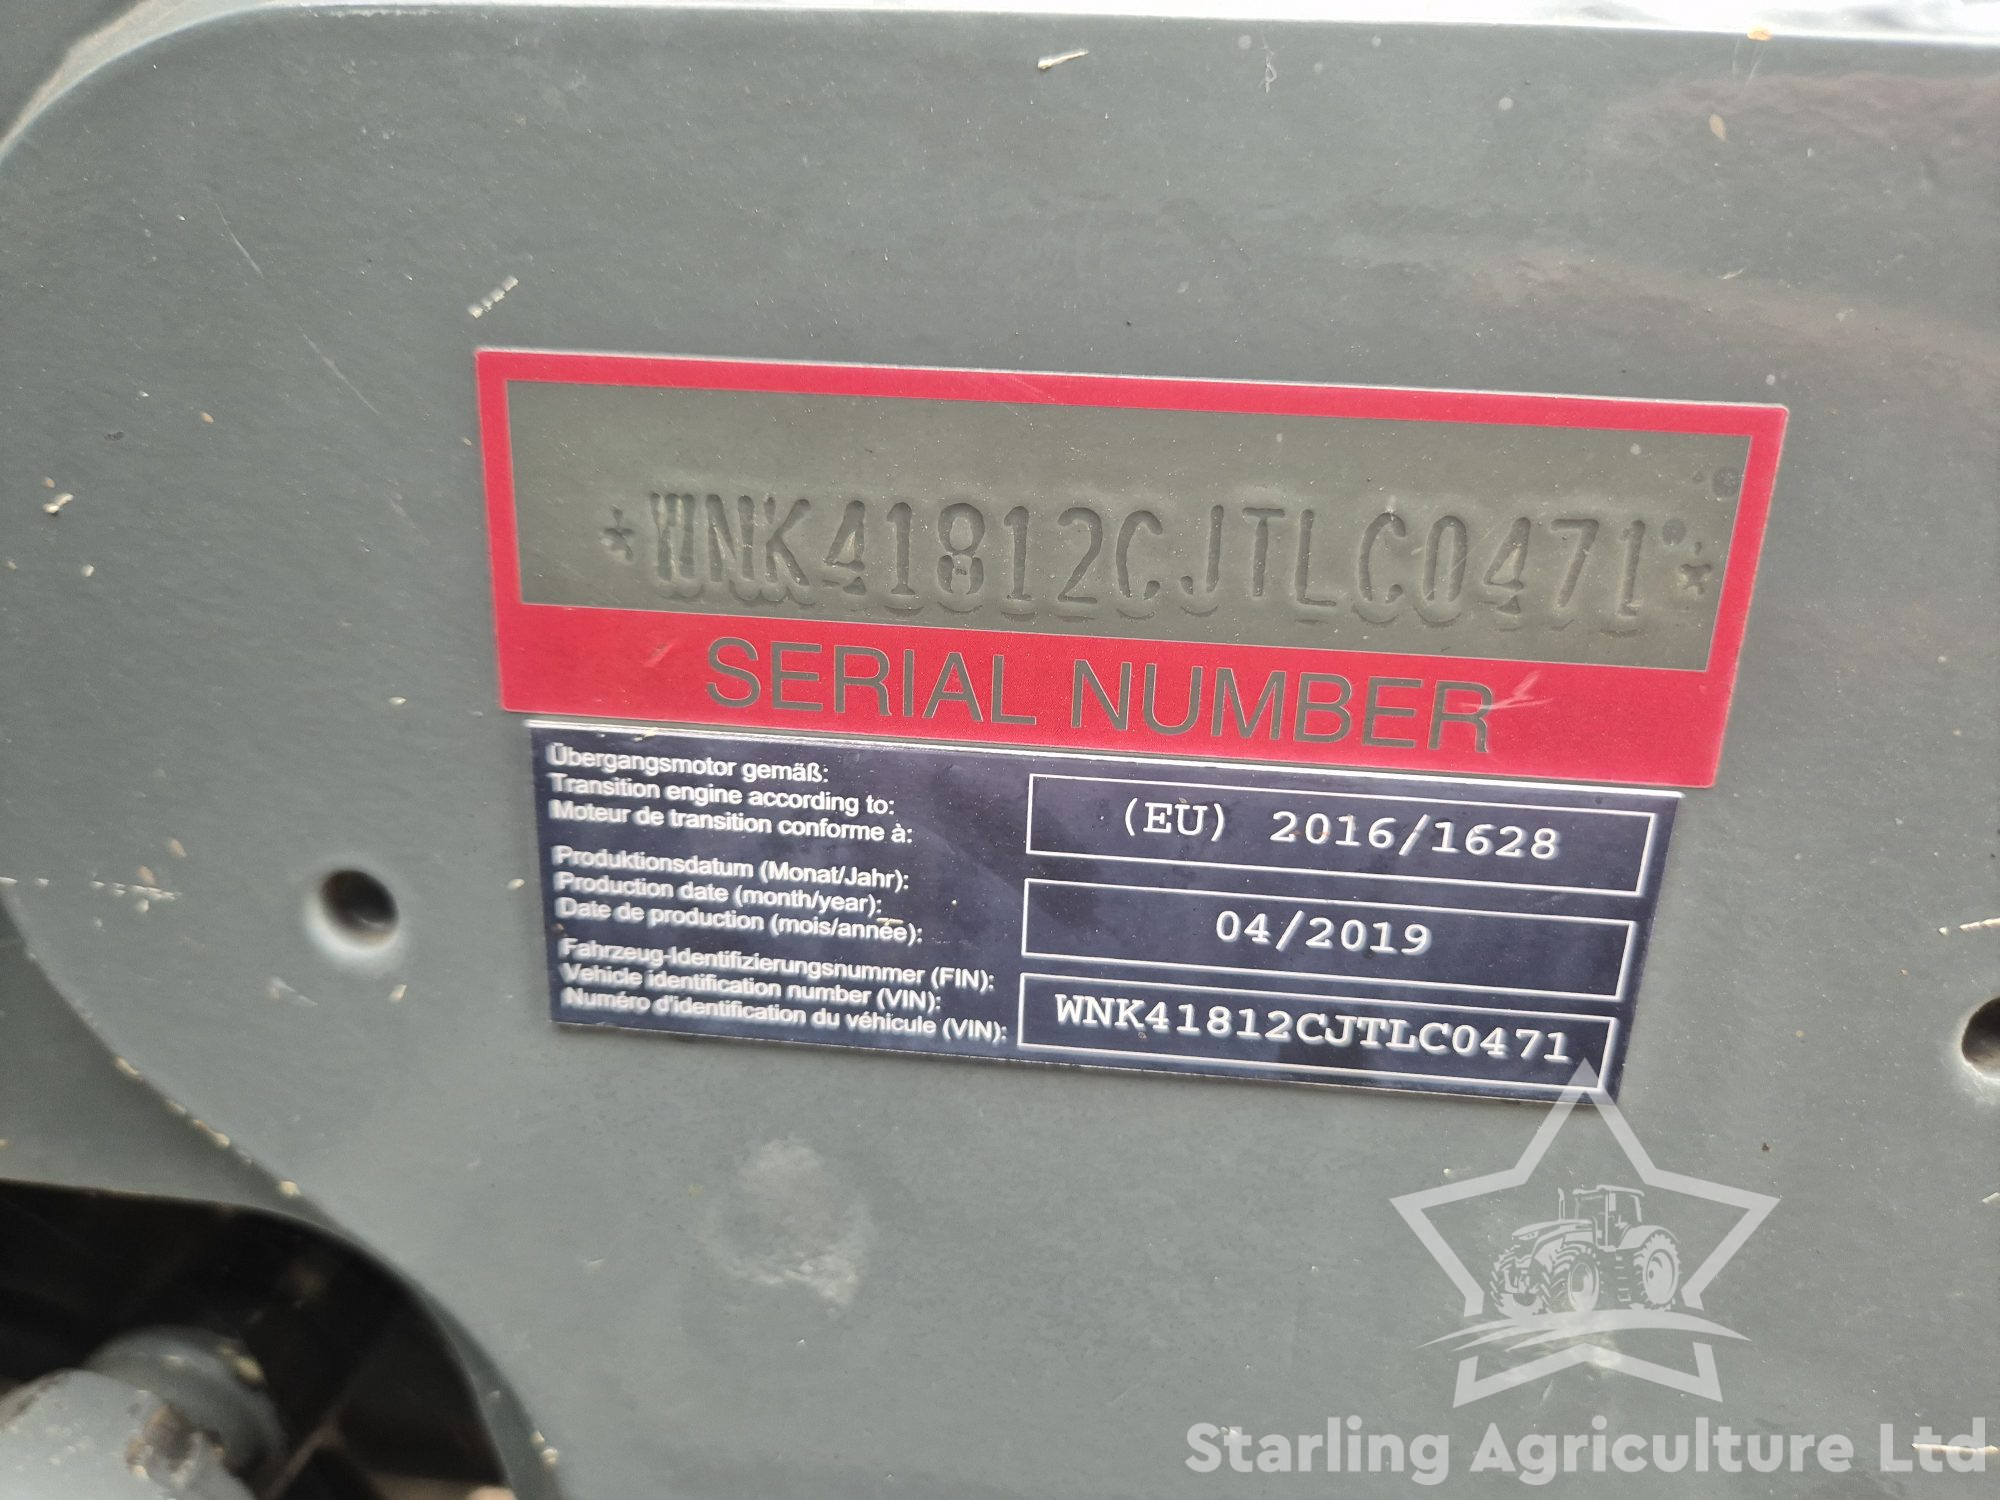 *WNK41812CJTLC0471*
SERIAL NUMBER
Übergangsmotor gemäß:
Transition engine according to:
Moteur de transition conforme à:
(EU) 2016/1628
Produktionsdatum (Monat/Jahr):
Production date (month/year):
Date de production (mois/année):
04/2019
Fahrzeug-Identifizierungsnummer (FIN):
Vehicle identification number (VIN):
Numéro d'identification du véhicule (VIN):
WNK41812CJTLC0471
Starling Agriculture Ltd